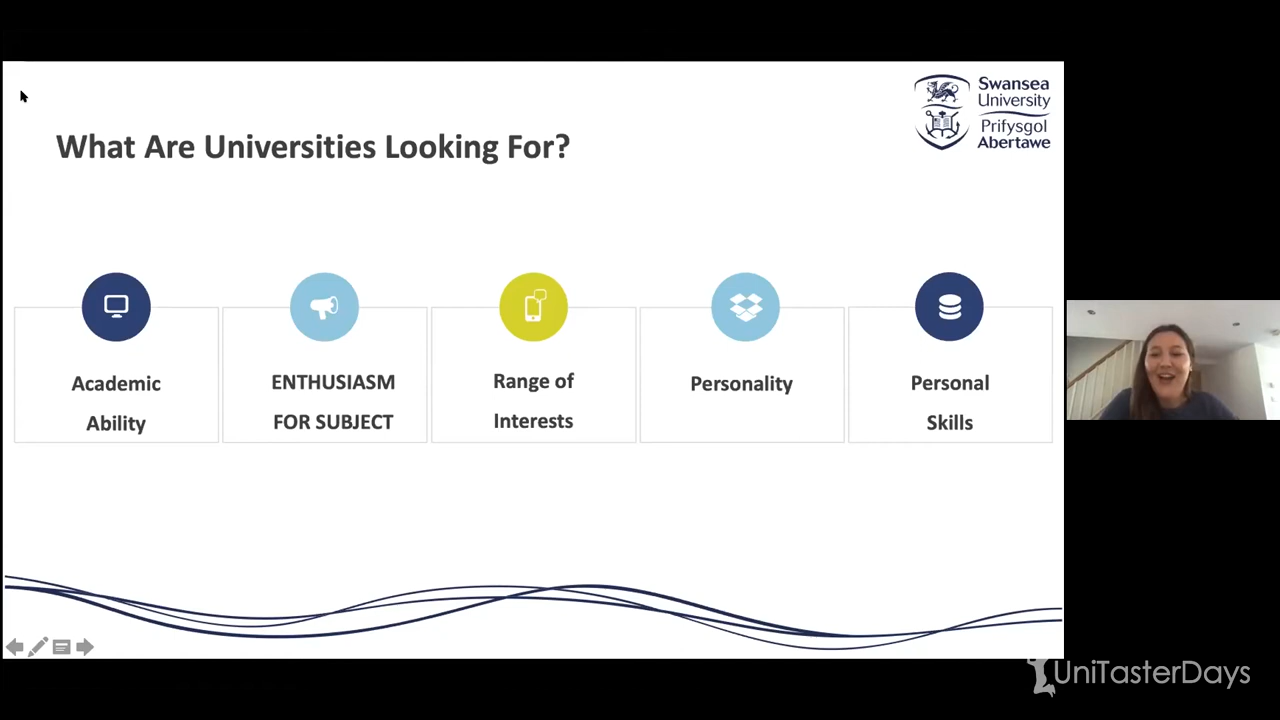 Swansea
University
Prifysgol
Abertawe
What Are Universities Looking For?
Academic
Ability
ENTHUSIASM
FOR SUBJECT
Range of
Interests
Personality
Personal
Skills
UniTasterDays